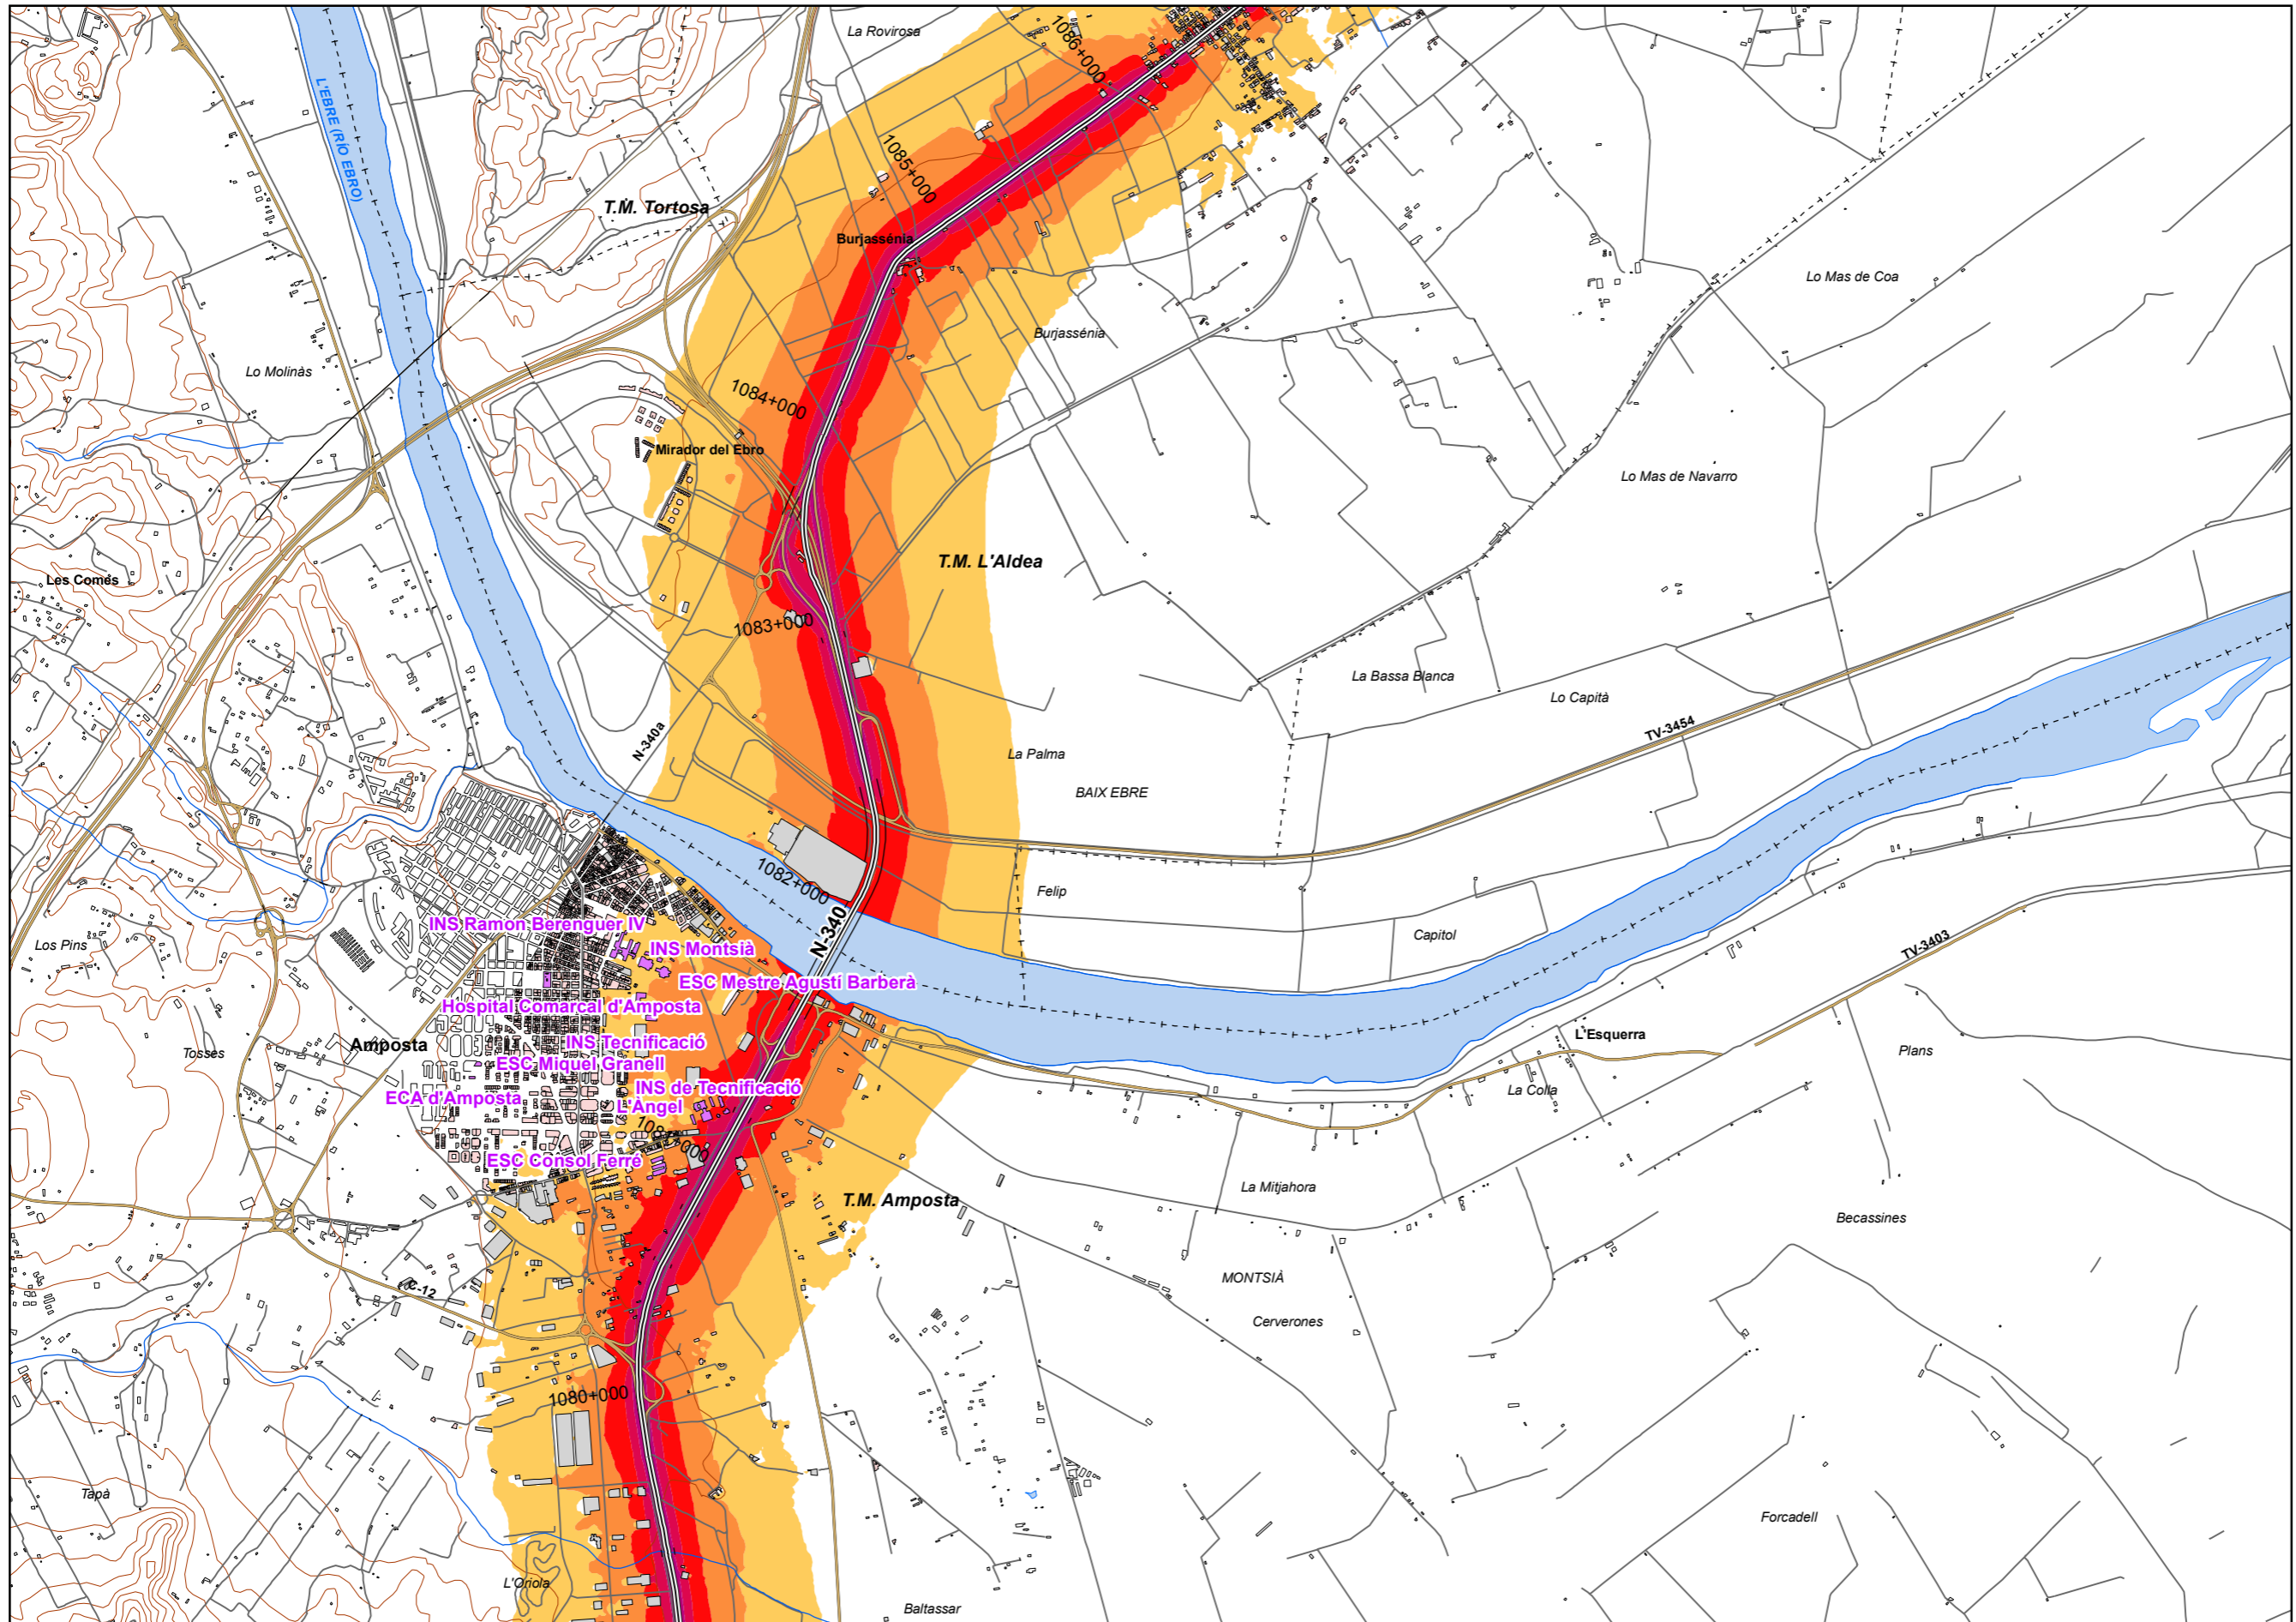 La Rovirosa
1086+000
L'EBRE (RÍO EBRO)
1085+000
T.M. Tortosa
Burjassénia
Lo Mas de Coa
Burjassénia
Lo Molinàs
1084+000
Mirador del Ebro
Lo Mas de Navarro
T.M. L'Aldea
Les Comes
1083+000
La Bassa Blanca
Lo Capità
N-340a
TV-3454
La Palma
BAIX EBRE
1082+000
Felip
N-340
INS Ramon Berenguer IV
Los Pins
INS Montsià
Capitol
TV-3403
ESC Mestre Agustí Barberà
Hospital Comarcal d'Amposta
L'Esquerra
Amposta
INS Tecnificació
Tosses
Plans
ESC Miquel Granell
INS de Tecnificació
La Colla
ECA d'Amposta
L'Àngel
1081+000
ESC Consol Ferré
La Mitjahora
T.M. Amposta
Becassines
MONTSIÀ
C-12
Cerverones
1080+000
Tapà
Forcadell
L'Oriola
Baltassar